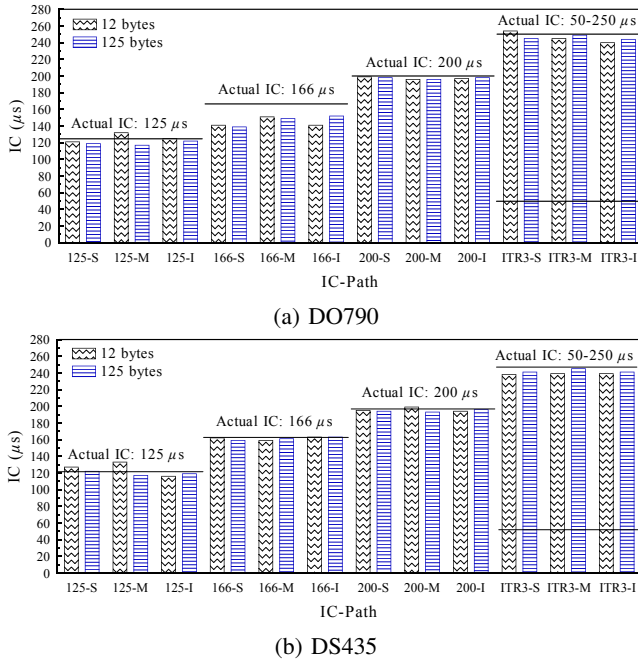 280
260
240
220
200
180
160
140
120
100
80
60
40
20
0
IC (μs)
12 bytes
125 bytes
Actual IC: 125 μs
Actual IC: 166 μs
Actual IC: 200 μs
Actual IC: 50-250 μs
125-S 125-M 125-I 166-S 166-M 166-I 200-S 200-M 200-I ITR3-S ITR3-M ITR3-I
IC-Path
(a) DO790
280
260
240
220
200
180
160
140
120
100
80
60
40
20
0
IC (μs)
12 bytes
125 bytes
Actual IC: 125 μs
Actual IC: 166 μs
Actual IC: 200 μs
Actual IC: 50-250 μs
125-S 125-M 125-I 166-S 166-M 166-I 200-S 200-M 200-I ITR3-S ITR3-M ITR3-I
IC-Path
(b) DS435